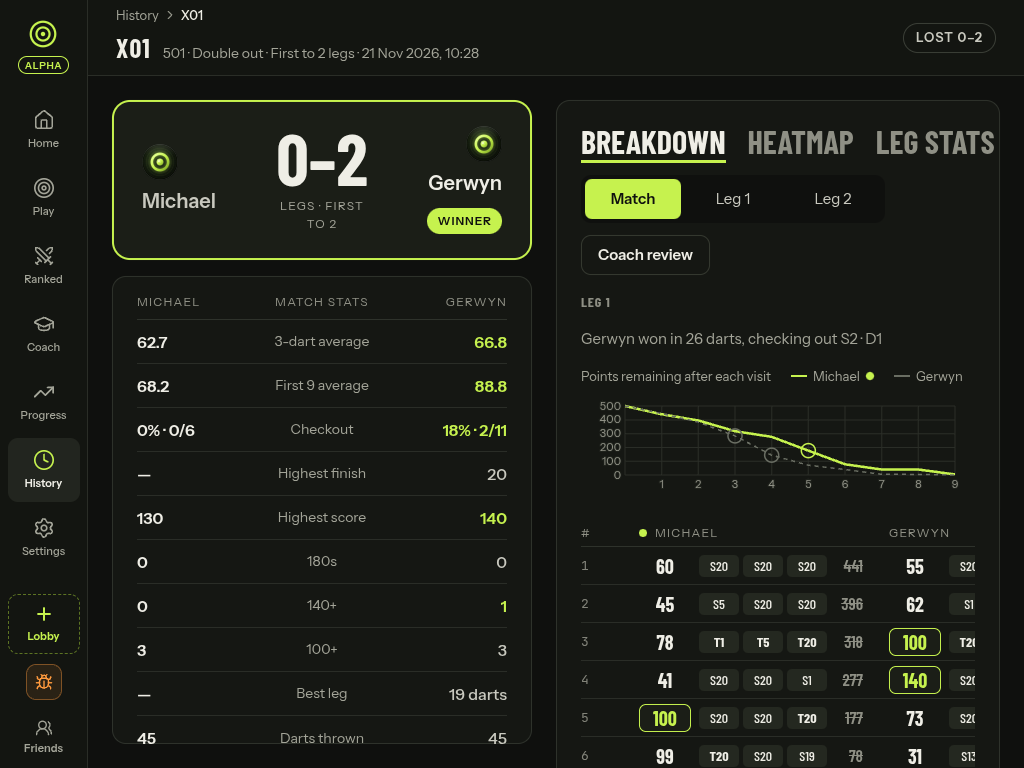 History > X01
X01 501 · Double out · First to 2 legs · 21 Nov 2026, 10:28
LOST 0–2
ALPHA
Home
Play
Ranked
Coach
Progress
History
Settings
Lobby
Friends
Michael
0–2
LEGS · FIRST
TO 2
Gerwyn
WINNER
MICHAEL MATCH STATS GERWYN
62.7 3-dart average 66.8
68.2 First 9 average 88.8
0% · 0/6 Checkout 18% · 2/11
— Highest finish 20
130 Highest score 140
0 180s 0
0 140+ 1
3 100+ 3
— Best leg 19 darts
45 Darts thrown 45
BREAKDOWN HEATMAP LEG STATS
Match Leg 1 Leg 2
Coach review
LEG 1
Gerwyn won in 26 darts, checking out S2 · D1
Points remaining after each visit Michael Gerwyn
500
400
300
200
100
0
1 2 3 4 5 6 7 8 9
# MICHAEL GERWYN
1 60 S20 S20 S20 441 55 S20
2 45 S5 S20 S20 396 62 S1
3 78 T1 T5 T20 318 100 T20
4 41 S20 S20 S1 277 140 S20
5 100 S20 S20 T20 177 73 S20
6 99 T20 S20 S19 78 31 S13